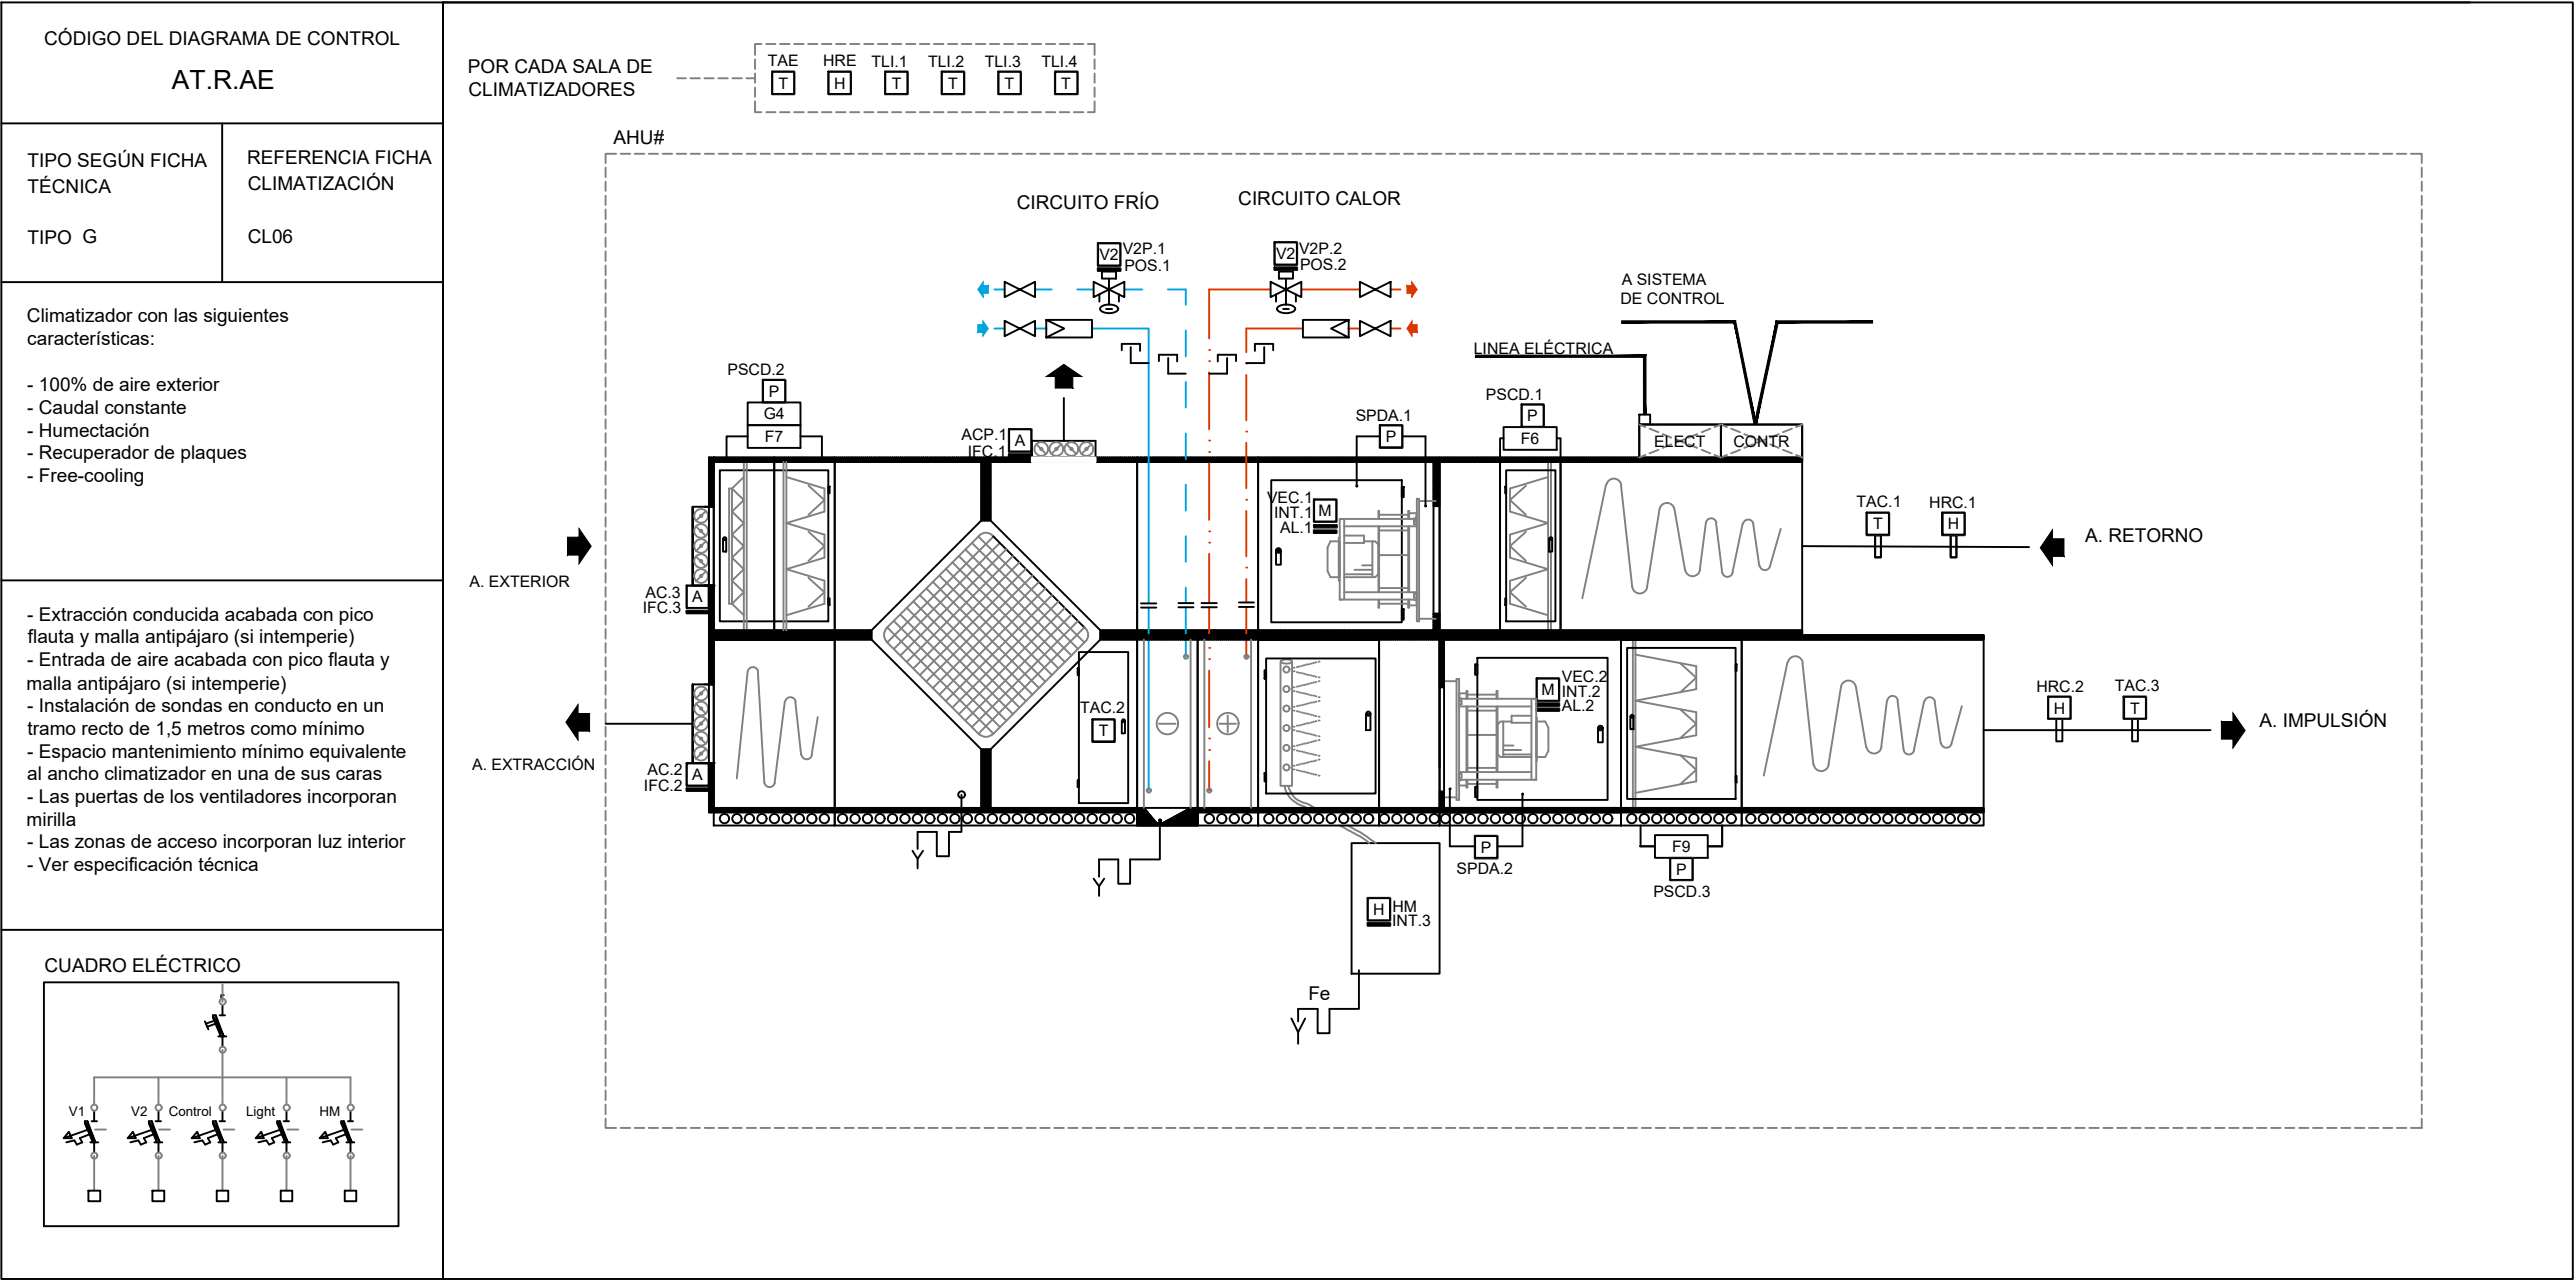 CÓDIGO DEL DIAGRAMA DE CONTROL
AT.R.AE
TIPO SEGÚN FICHA
TÉCNICA
TIPO G
REFERENCIA FICHA
CLIMATIZACIÓN
CL06
Climatizador con las siguientes
características:
- 100% de aire exterior
- Caudal constante
- Humectación
- Recuperador de plaques
- Free-cooling
- Extracción conducida acabada con pico
flauta y malla antipájaro (si intemperie)
- Entrada de aire acabada con pico flauta y
malla antipájaro (si intemperie)
- Instalación de sondas en conducto en un
tramo recto de 1,5 metros como mínimo
- Espacio mantenimiento mínimo equivalente
al ancho climatizador en una de sus caras
- Las puertas de los ventiladores incorporan
mirilla
- Las zonas de acceso incorporan luz interior
- Ver especificación técnica
CUADRO ELÉCTRICO
V1 V2 Control Light HM
POR CADA SALA DE
CLIMATIZADORES
TAE HRE TLI.1 TLI.2 TLI.3 TLI.4
T H T T T T
AHU#
CIRCUITO FRÍO
CIRCUITO CALOR
V2 V2P.1
POS.1
V2 V2P.2
POS.2
A SISTEMA
DE CONTROL
LINEA ELÉCTRICA
PSCD.2
P
G4
F7
ACP.1 A
IFC.1
SPDA.1
P
PSCD.1
P
F6
ELECT CONTR
VEC.1
INT.1 M
AL.1
TAC.1 HRC.1
T H
A. RETORNO
A. EXTERIOR
AC.3 A
IFC.3
A. EXTRACCIÓN
AC.2 A
IFC.2
TAC.2
T
M VEC.2
INT.2
AL.2
HRC.2 TAC.3
H T
A. IMPULSIÓN
P
SPDA.2
F9
P
PSCD.3
H HM
INT.3
Fe